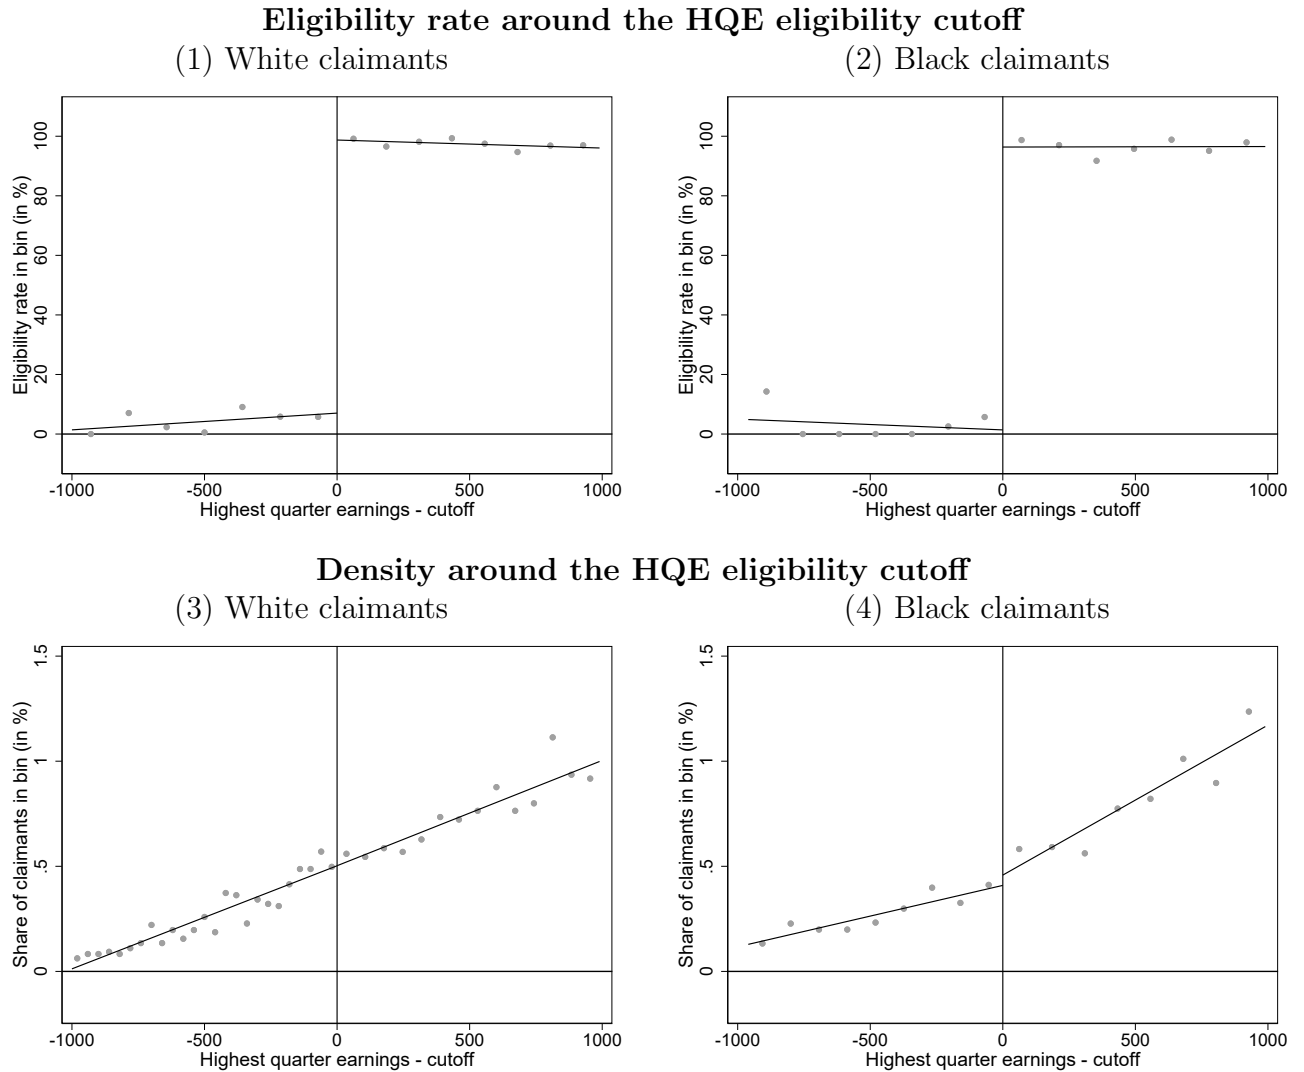 Eligibility rate around the HQE eligibility cutoff
(1) White claimants
(2) Black claimants
Eligibility rate in bin (in %)
100
80
60
40
20
0
-1000 -500 0 500 1000
Highest quarter earnings - cutoff
Eligibility rate in bin (in %)
100
80
60
40
20
0
-1000 -500 0 500 1000
Highest quarter earnings - cutoff
Density around the HQE eligibility cutoff
(3) White claimants
(4) Black claimants
Share of claimants in bin (in %)
1.5
1
.5
0
-1000 -500 0 500 1000
Highest quarter earnings - cutoff
Share of claimants in bin (in %)
1.5
1
.5
0
-1000 -500 0 500 1000
Highest quarter earnings - cutoff